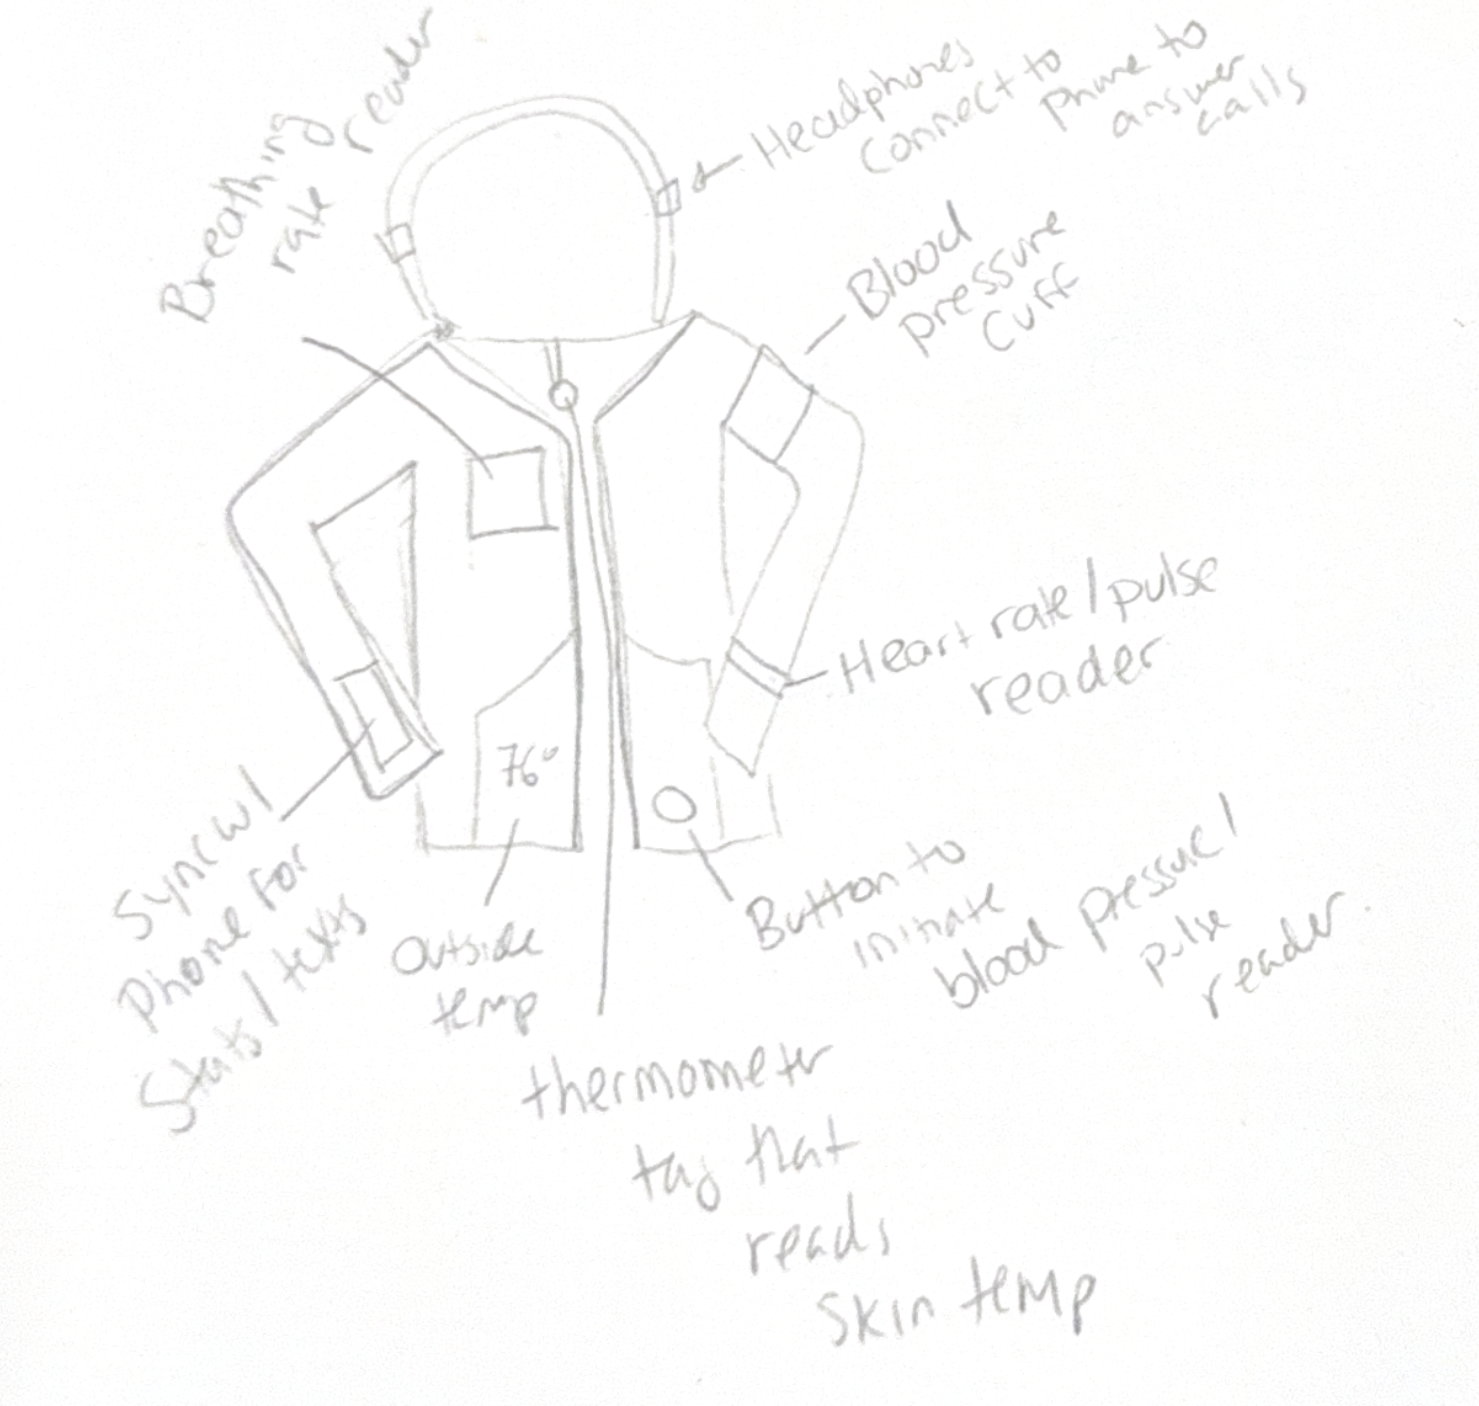 Breathing
rate reader
Headphones
Connect to
phone to
answer
calls
Blood
pressure
Cuff
Heart rate/pulse
reader
76°
Sync w/
Phone for
Stats/texts
Outside
temp
Button to
initiate
blood pressure/
pulse
reader.
thermometer
tag that
reads
Skin temp